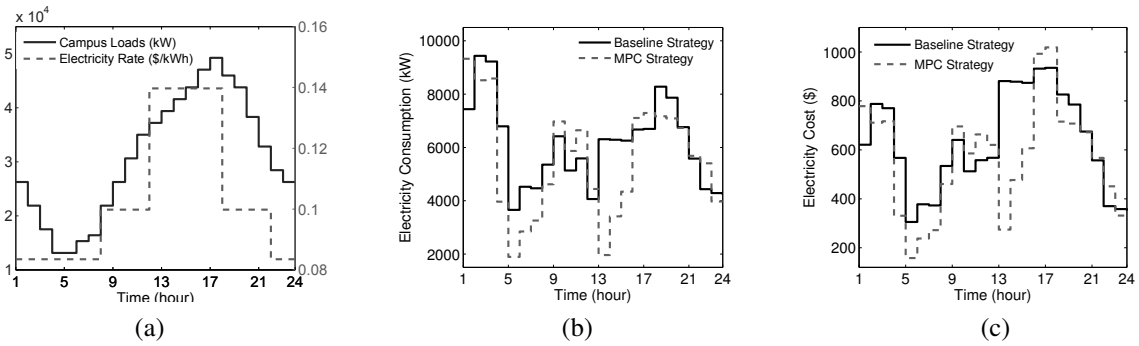 x 10⁴
5
4
3
2
1
0.16
0.14
0.12
0.1
0.08
Campus Loads (kW)
Electricity Rate ($/kWh)
1 5 9 13 17 21 24
Time (hour)
(a)
Electricity Consumption (kW)
10000
8000
6000
4000
2000
Baseline Strategy
MPC Strategy
1 5 9 13 17 21 24
Time (hour)
(b)
Electricity Cost ($)
1000
800
600
400
200
Baseline Strategy
MPC Strategy
1 5 9 13 17 21 24
Time (hour)
(c)